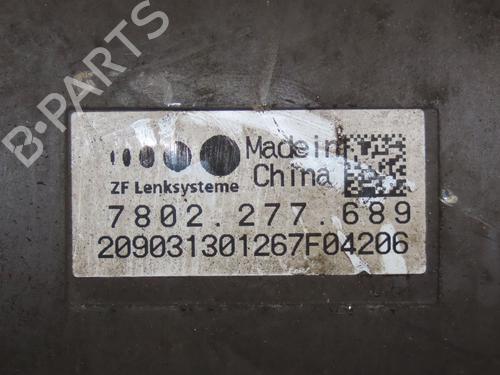 B-PARTS
Made in
China
ZF Lenksysteme
7802.277.689
209031301267F04206